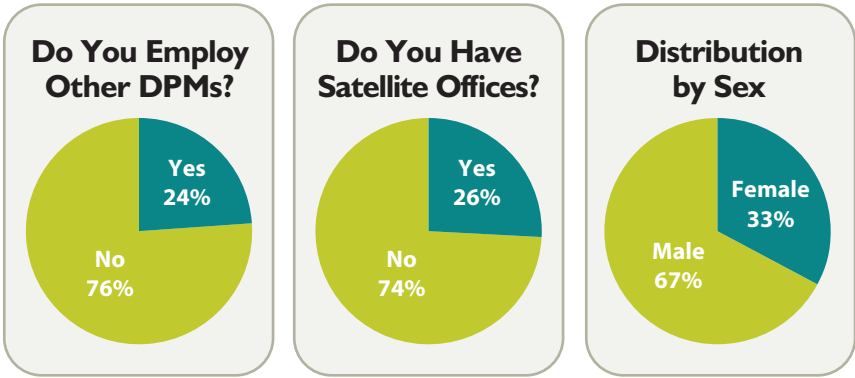 Do You Employ
Other DPMs?
Yes
24%
No
76%
Do You Have
Satellite Offices?
Yes
26%
No
74%
Distribution
by Sex
Female
33%
Male
67%